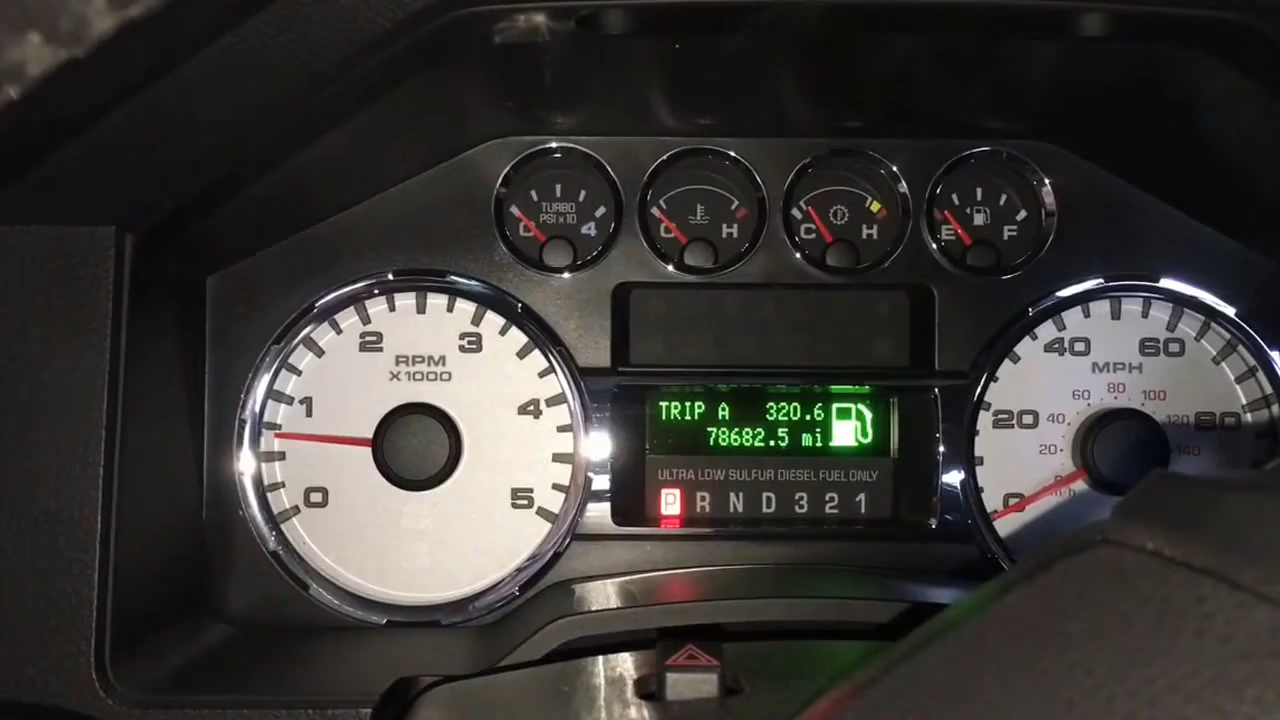 TURBO
PSI x 10
0 4
C H
C H
E F
RPM
X1000
0 1 2 3 4 5
TRIP A 320.6
78682.5 mi
ULTRA LOW SULFUR DIESEL FUEL ONLY
P R N D 3 2 1
MPH
0 20 40 60 80
20 40 60 80 100 120 140
km/h